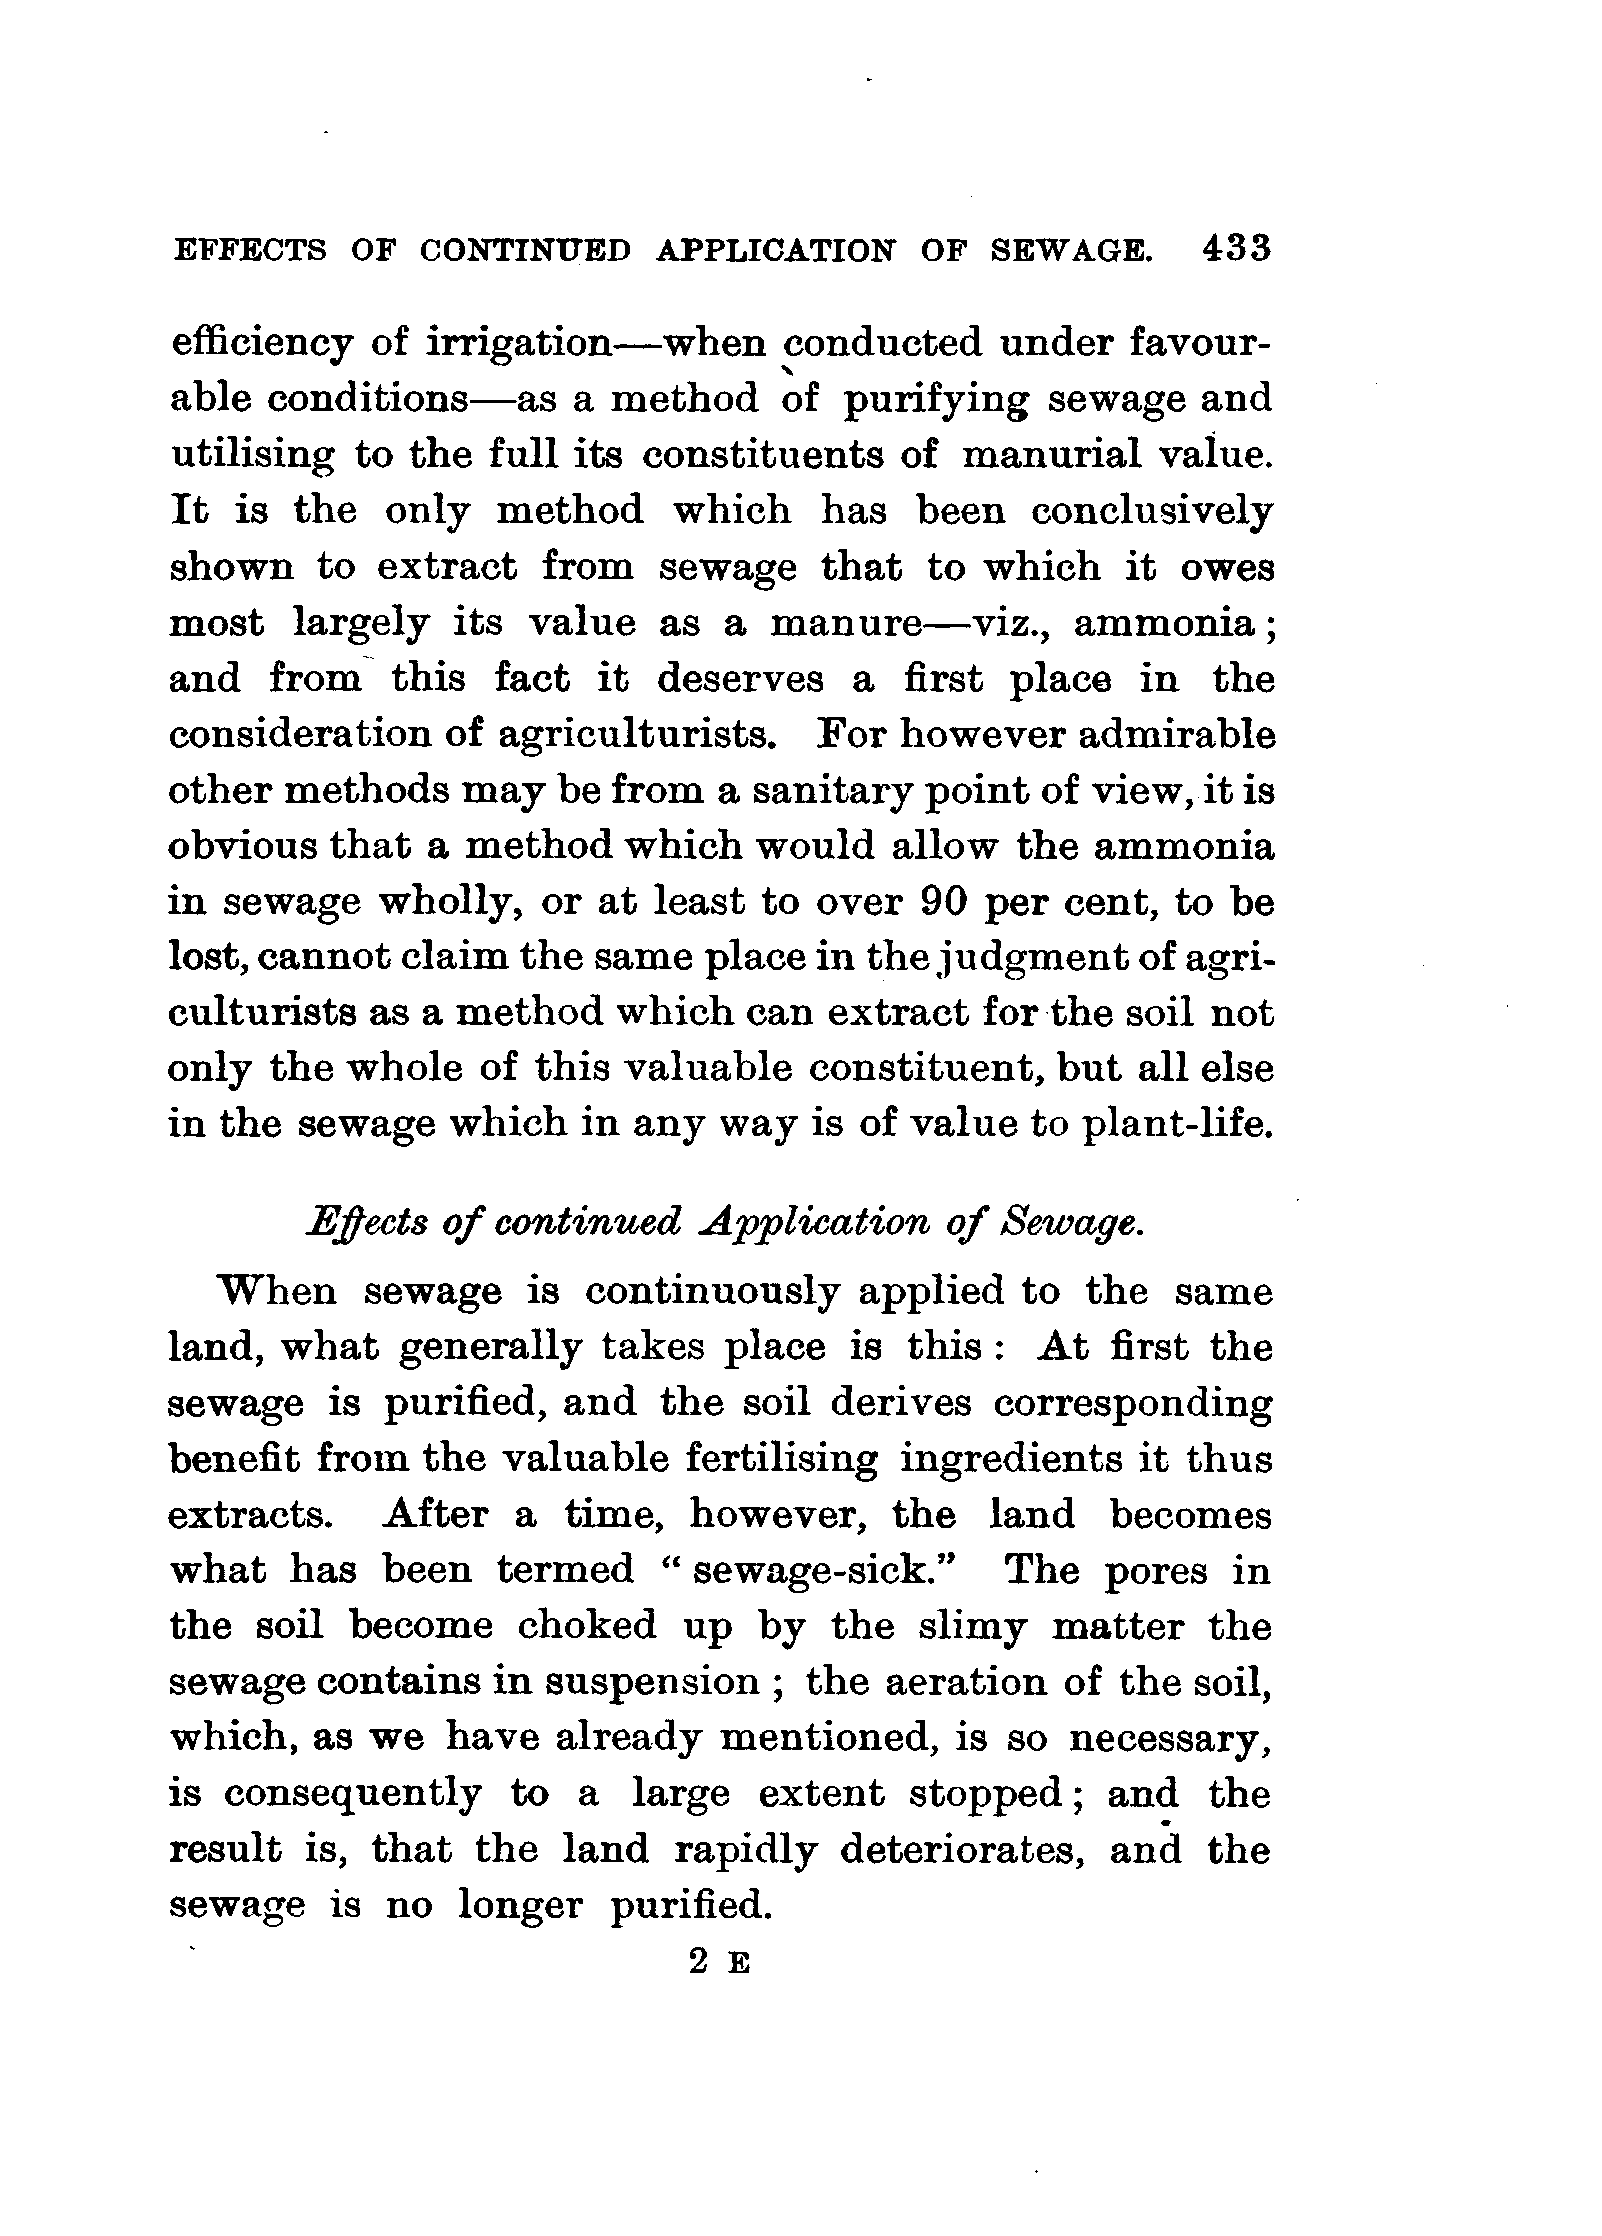 EFFECTS OF CONTINUED APPLICATION OF SEWAGE. 433
efficiency of irrigation—when conducted under favour-
able conditions—as a method of purifying sewage and
utilising to the full its constituents of manurial value.
It is the only method which has been conclusively
shown to extract from sewage that to which it owes
most largely its value as a manure—viz., ammonia;
and from this fact it deserves a first place in the
consideration of agriculturists. For however admirable
other methods may be from a sanitary point of view, it is
obvious that a method which would allow the ammonia
in sewage wholly, or at least to over 90 per cent, to be
lost, cannot claim the same place in the judgment of agri-
culturists as a method which can extract for the soil not
only the whole of this valuable constituent, but all else
in the sewage which in any way is of value to plant-life.
Effects of continued Application of Sewage.
When sewage is continuously applied to the same
land, what generally takes place is this: At first the
sewage is purified, and the soil derives corresponding
benefit from the valuable fertilising ingredients it thus
extracts. After a time, however, the land becomes
what has been termed "sewage-sick." The pores in
the soil become choked up by the slimy matter the
sewage contains in suspension; the aeration of the soil,
which, as we have already mentioned, is so necessary,
is consequently to a large extent stopped; and the
result is, that the land rapidly deteriorates, and the
sewage is no longer purified.
2 E